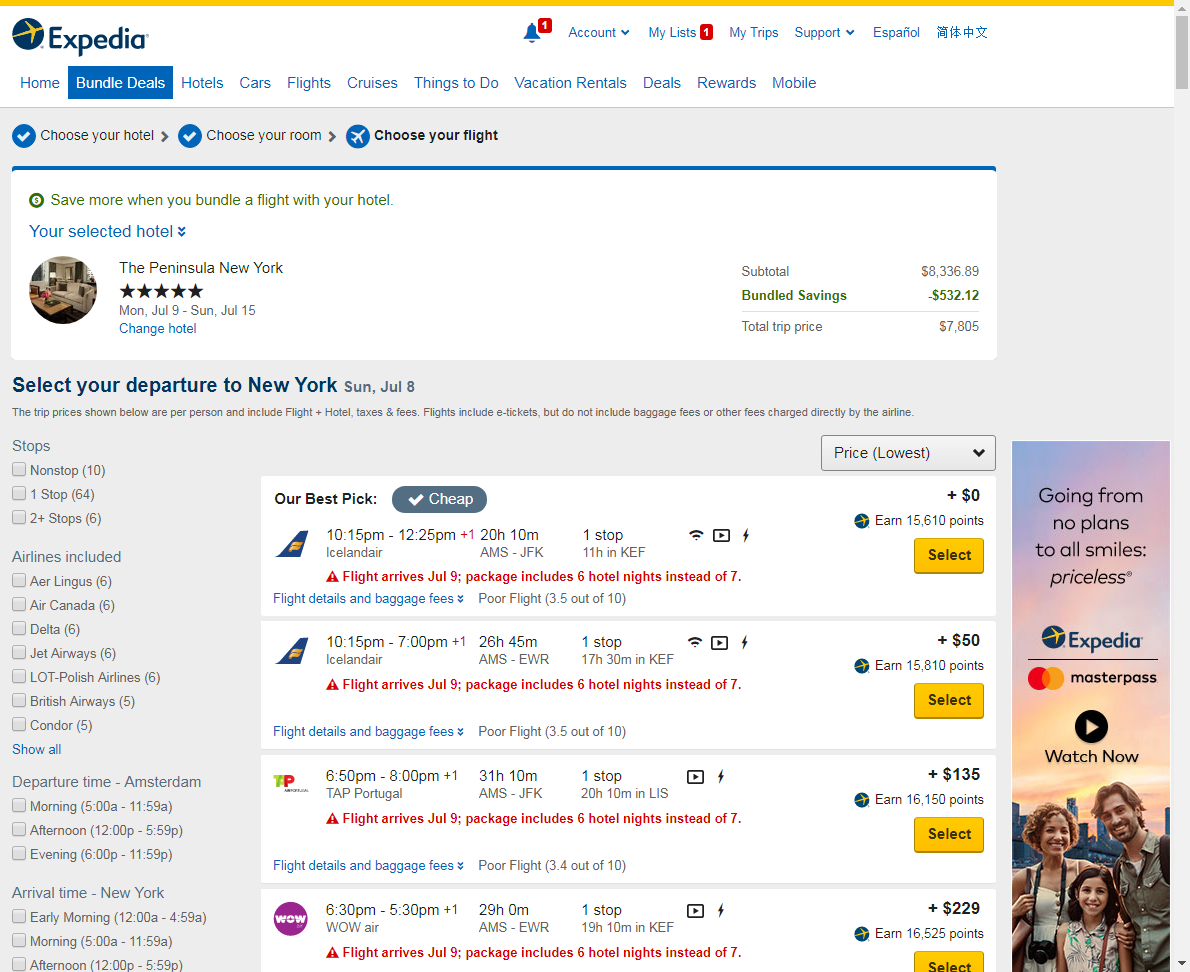 Expedia
1
Account
My Lists 1
My Trips
Support
Español
简体中文
Home
Bundle Deals
Hotels
Cars
Flights
Cruises
Things to Do
Vacation Rentals
Deals
Rewards
Mobile
Choose your hotel
Choose your room
Choose your flight
Save more when you bundle a flight with your hotel.
Your selected hotel
The Peninsula New York
Mon, Jul 9 - Sun, Jul 15
Change hotel
Subtotal $8,336.89
Bundled Savings -$532.12
Total trip price $7,805
Select your departure to New York Sun, Jul 8
The trip prices shown below are per person and include Flight + Hotel, taxes & fees. Flights include e-tickets, but do not include baggage fees or other fees charged directly by the airline.
Stops
Nonstop (10)
1 Stop (64)
2+ Stops (6)
Airlines included
Aer Lingus (6)
Air Canada (6)
Delta (6)
Jet Airways (6)
LOT-Polish Airlines (6)
British Airways (5)
Condor (5)
Show all
Departure time - Amsterdam
Morning (5:00a - 11:59a)
Afternoon (12:00p - 5:59p)
Evening (6:00p - 11:59p)
Arrival time - New York
Early Morning (12:00a - 4:59a)
Morning (5:00a - 11:59a)
Afternoon (12:00p - 5:59p)
Price (Lowest)
Our Best Pick: Cheap
10:15pm - 12:25pm +1 20h 10m 1 stop
Icelandair AMS - JFK 11h in KEF
Flight arrives Jul 9; package includes 6 hotel nights instead of 7.
Flight details and baggage fees Poor Flight (3.5 out of 10)
+ $0
Earn 15,610 points
Select
10:15pm - 7:00pm +1 26h 45m 1 stop
Icelandair AMS - EWR 17h 30m in KEF
Flight arrives Jul 9; package includes 6 hotel nights instead of 7.
Flight details and baggage fees Poor Flight (3.5 out of 10)
+ $50
Earn 15,810 points
Select
TAP
6:50pm - 8:00pm +1 31h 10m 1 stop
TAP Portugal AMS - JFK 20h 10m in LIS
Flight arrives Jul 9; package includes 6 hotel nights instead of 7.
Flight details and baggage fees Poor Flight (3.4 out of 10)
+ $135
Earn 16,150 points
Select
WOW
6:30pm - 5:30pm +1 29h 0m 1 stop
WOW air AMS - EWR 19h 10m in KEF
Flight arrives Jul 9; package includes 6 hotel nights instead of 7.
+ $229
Earn 16,525 points
Select
Going from
no plans
to all smiles:
priceless®
Expedia
masterpass
Watch Now